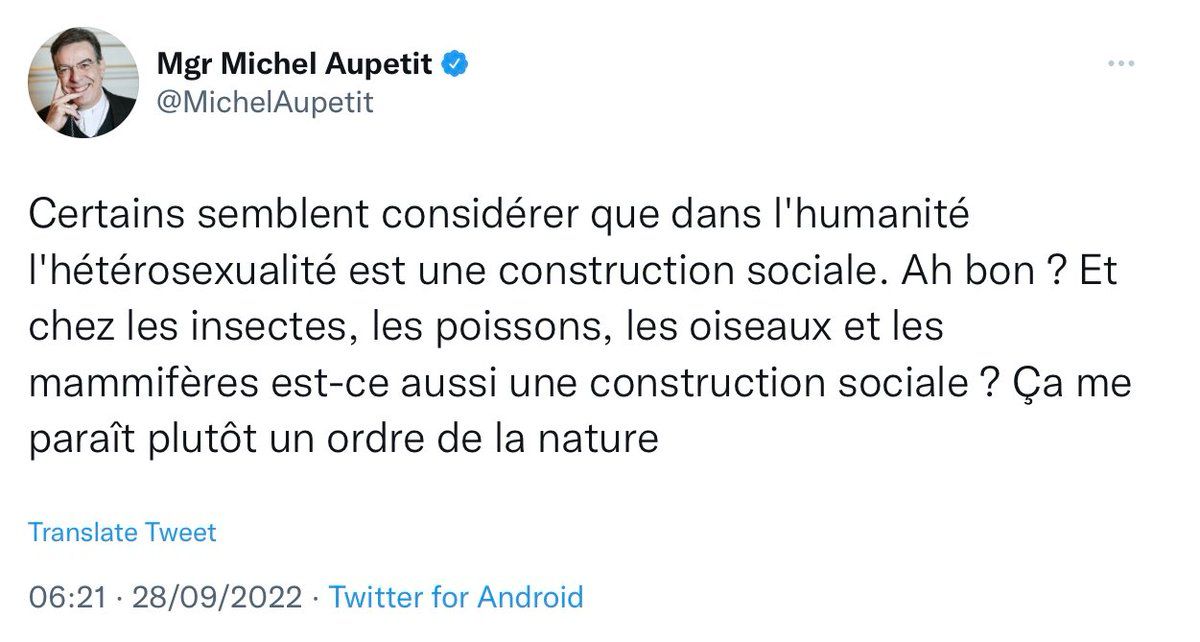 Mgr Michel Aupetit
@MichelAupetit
Certains semblent considérer que dans l'humanité
l'hétérosexualité est une construction sociale. Ah bon ? Et
chez les insectes, les poissons, les oiseaux et les
mammifères est-ce aussi une construction sociale ? Ça me
paraît plutôt un ordre de la nature
Translate Tweet
06:21 · 28/09/2022 · Twitter for Android